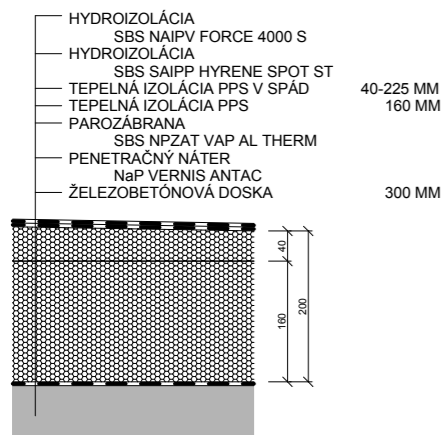 HYDROIZOLÁCIA
SBS NAIPV FORCE 4000 S
HYDROIZOLÁCIA
SBS SAIPP HYRENE SPOT ST
TEPELNÁ IZOLÁCIA PPS V SPÁD 40-225 MM
TEPELNÁ IZOLÁCIA PPS 160 MM
PAROZÁBRANA
SBS NPZAT VAP AL THERM
PENETRAČNÝ NÁTER
NaP VERNIS ANTAC
ŽELEZOBETÓNOVÁ DOSKA 300 MM
40
160
200